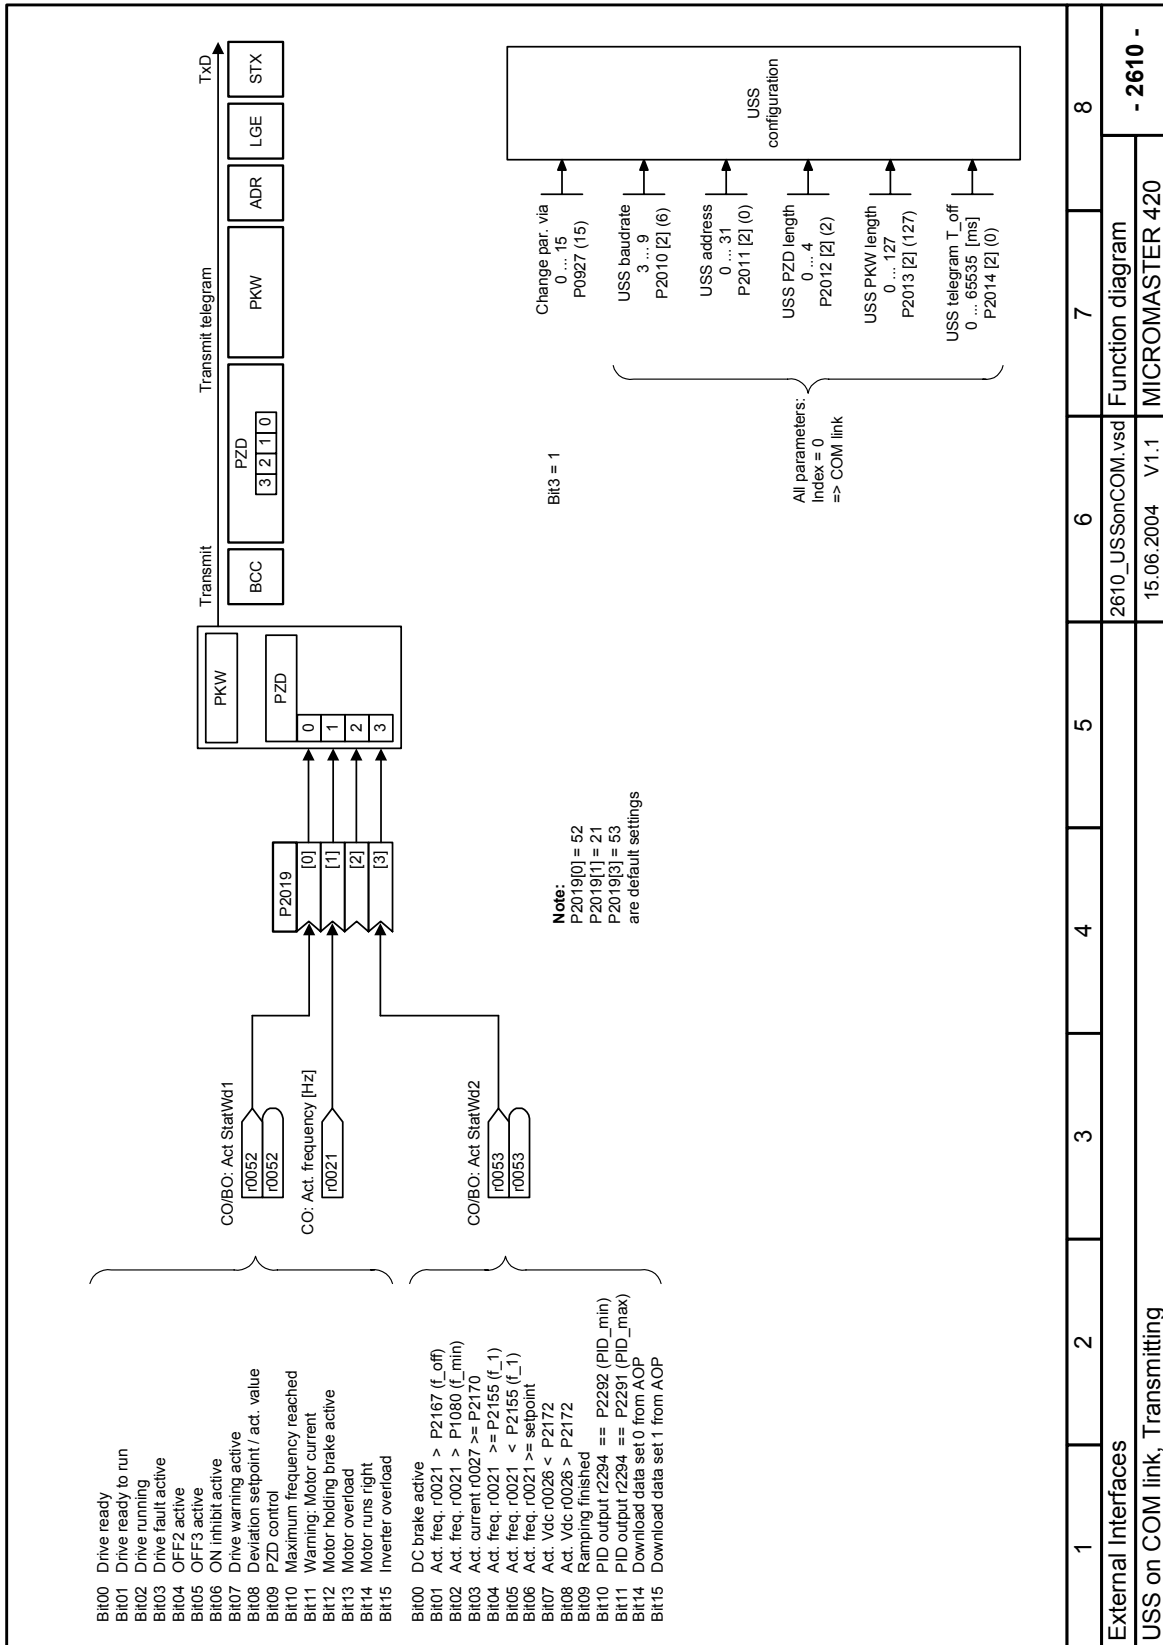 Bit00 Drive ready
Bit01 Drive ready to run
Bit02 Drive running
Bit03 Drive fault active
Bit04 OFF2 active
Bit05 OFF3 active
Bit06 ON inhibit active
Bit07 Drive warning active
Bit08 Deviation setpoint / act. value
Bit09 PZD control
Bit10 Maximum frequency reached
Bit11 Warning: Motor current
Bit12 Motor holding brake active
Bit13 Motor overload
Bit14 Motor runs right
Bit15 Inverter overload
Bit00 DC brake active
Bit01 Act. freq. r0021 > P2167 (f_off)
Bit02 Act. freq. r0021 > P1080 (f_min)
Bit03 Act. current r0027 >= P2170
Bit04 Act. freq. r0021 >= P2155 (f_1)
Bit05 Act. freq. r0021 < P2155 (f_1)
Bit06 Act. freq. r0021 >= setpoint
Bit07 Act. Vdc r0026 < P2172
Bit08 Act. Vdc r0026 > P2172
Bit09 Ramping finished
Bit10 PID output r2294 == P2292 (PID_min)
Bit11 PID output r2294 == P2291 (PID_max)
Bit14 Download data set 0 from AOP
Bit15 Download data set 1 from AOP
CO/BO: Act StatWd1
r0052
r0052
CO: Act. frequency [Hz]
r0021
CO/BO: Act StatWd2
r0053
r0053
P2019
[0]
[1]
[2]
[3]
Note:
P2019[0] = 52
P2019[1] = 21
P2019[3] = 53
are default settings
PKW
PZD
0
1
2
3
Transmit
Transmit telegram
TxD
BCC
PZD
3 2 1 0
PKW
ADR
LGE
STX
Bit3 = 1
All parameters:
Index = 0
=> COM link
Change par. via
0 ... 15
P0927 (15)
USS baudrate
3 ... 9
P2010 [2] (6)
USS address
0 ... 31
P2011 [2] (0)
USS PZD length
0 ... 4
P2012 [2] (2)
USS PKW length
0 ... 127
P2013 [2] (127)
USS telegram T_off
0 ... 65535 [ms]
P2014 [2] (0)
USS
configuration
1 2 3 4 5 6 7 8
External Interfaces
2610_USSonCOM.vsd
Function diagram
- 2610 -
USS on COM link, Transmitting
15.06.2004 V1.1
MICROMASTER 420